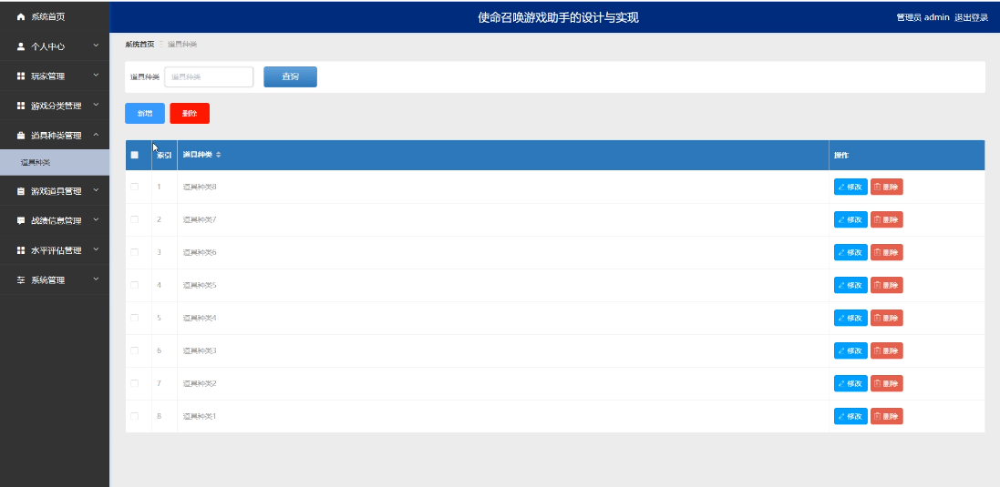 使命召唤游戏助手的设计与实现
管理员 admin 退出登录
系统首页
个人中心
玩家管理
游戏分类管理
道具种类管理
道具种类
游戏道具管理
战绩信息管理
水平评估管理
系统管理
系统首页 道具种类
道具种类 道具种类 查询
新增 删除
索引 道具种类 操作
1 道具种类8 修改 删除
2 道具种类7 修改 删除
3 道具种类6 修改 删除
4 道具种类5 修改 删除
5 道具种类4 修改 删除
6 道具种类3 修改 删除
7 道具种类2 修改 删除
8 道具种类1 修改 删除